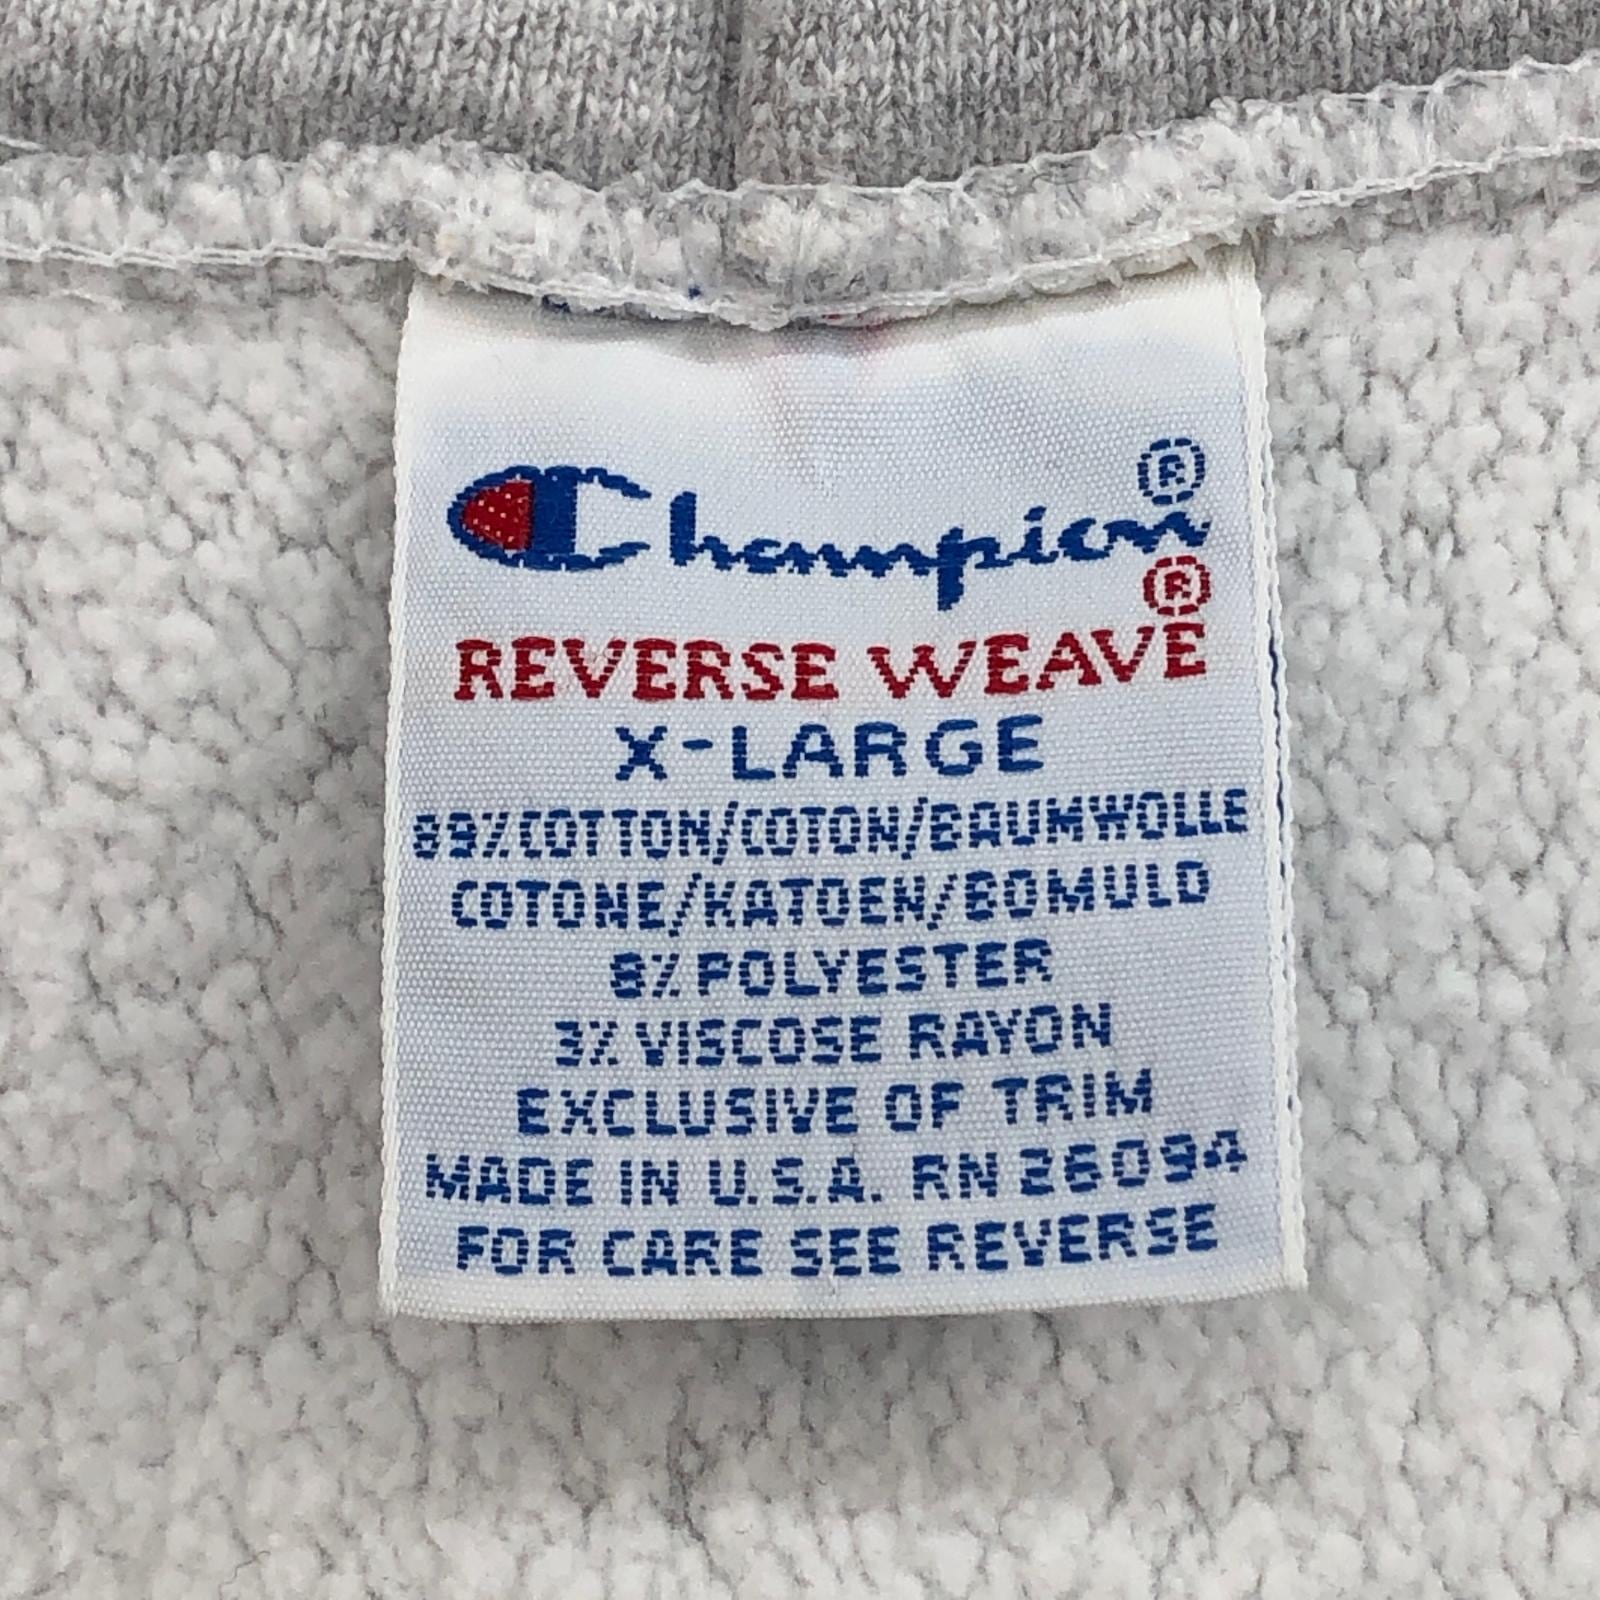 Champion®
REVERSE WEAVE®
X-LARGE
89% COTTON/COTON/BAUMWOLLE
COTONE/KATOEN/BOMULD
8% POLYESTER
3% VISCOSE RAYON
EXCLUSIVE OF TRIM
MADE IN U.S.A. RN 26094
FOR CARE SEE REVERSE